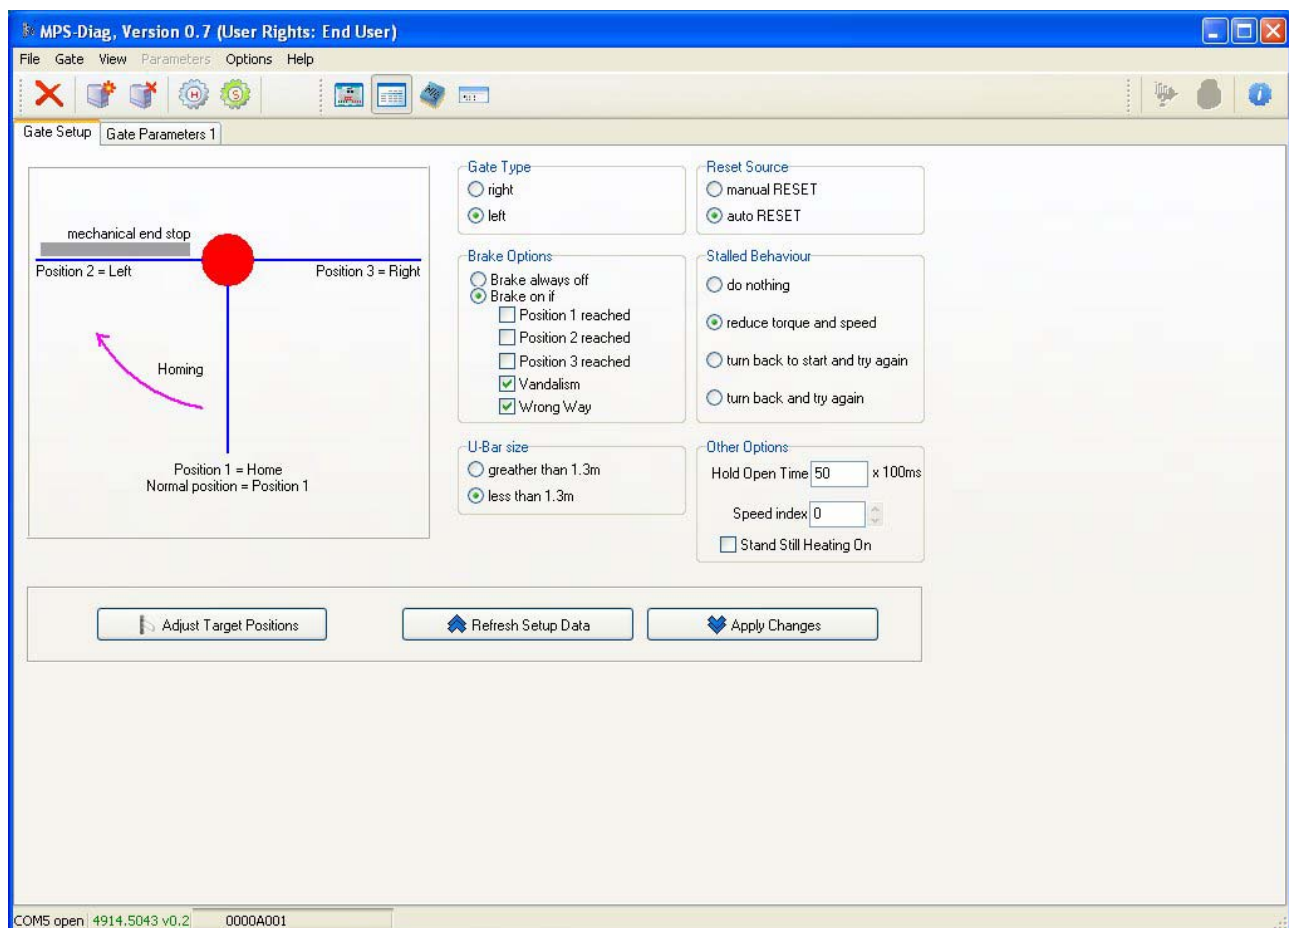 MPS-Diag, Version 0.7 (User Rights: End User)
File Gate View Parameters Options Help
H S
Gate Setup Gate Parameters 1
mechanical end stop
Position 2 = Left
Position 3 = Right
Homing
Position 1 = Home
Normal position = Position 1
Gate Type
right
left
Brake Options
Brake always off
Brake on if
Position 1 reached
Position 2 reached
Position 3 reached
Vandalism
Wrong Way
U-Bar size
greather than 1.3m
less than 1.3m
Reset Source
manual RESET
auto RESET
Stalled Behaviour
do nothing
reduce torque and speed
turn back to start and try again
turn back and try again
Other Options
Hold Open Time 50 x 100ms
Speed index 0
Stand Still Heating On
Adjust Target Positions
Refresh Setup Data
Apply Changes
COM5 open 4914.5043 v0.2 0000A001